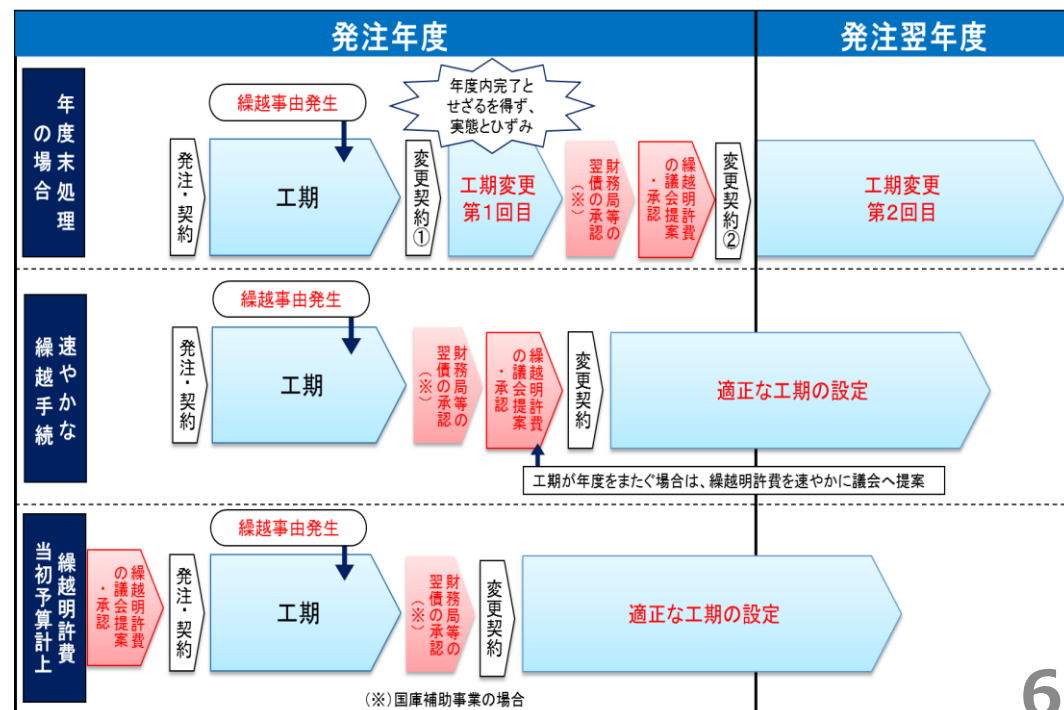 発注年度
発注翌年度
年度末処理
の場合
繰越事由発生
年度内完了と
せざるを得ず、
実態とひずみ
発注・契約
工期
変更契約①
工期変更
第1回目
財務局等の
翌債の承認
(※)
繰越明許費
の議会提案
・承認
変更契約②
工期変更
第2回目
速やかな
繰越手続
繰越事由発生
発注・契約
工期
財務局等の
翌債の承認
(※)
繰越明許費
の議会提案
・承認
変更契約
適正な工期の設定
工期が年度をまたぐ場合は、繰越明許費を速やかに議会へ提案
繰越明許費
当初予算計上
繰越明許費
の議会提案
・承認
繰越事由発生
発注・契約
工期
財務局等の
翌債の承認
(※)
変更契約
適正な工期の設定
(※)国庫補助事業の場合
6